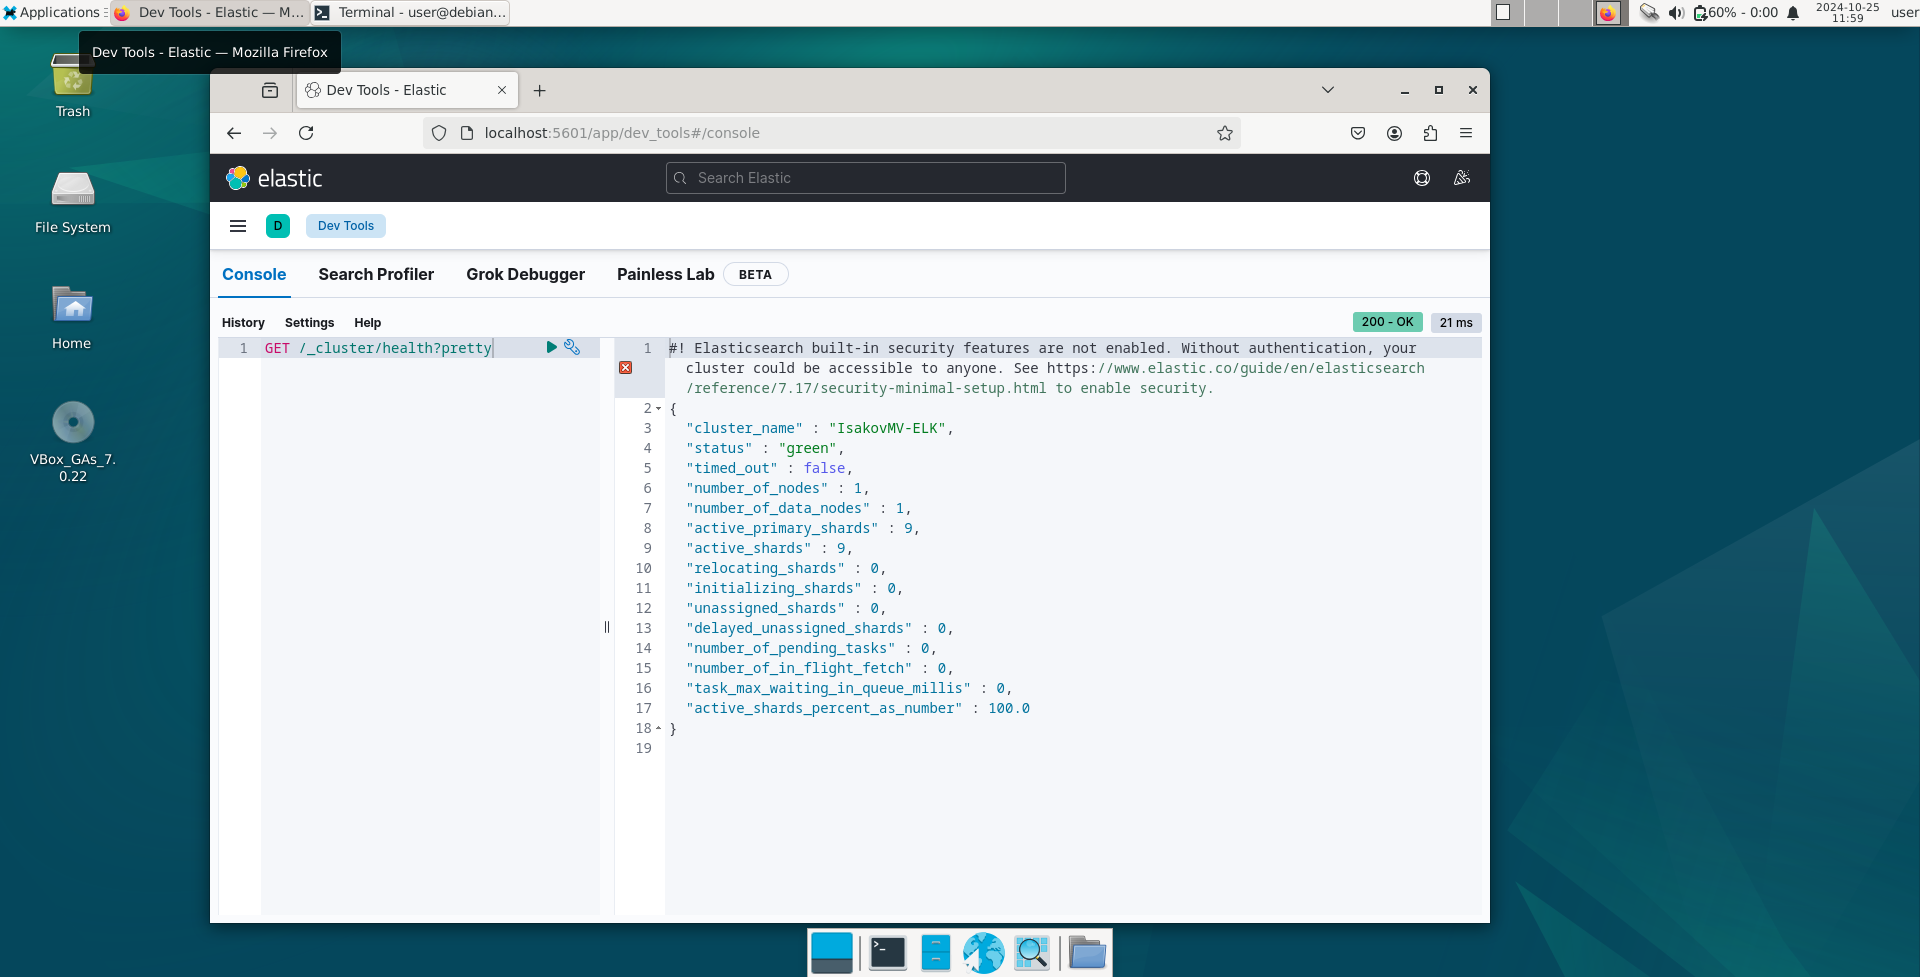 Applications
Dev Tools - Elastic — M...
Terminal - user@debian...
60% - 0:00
2024-10-25
11:59
user
Dev Tools - Elastic — Mozilla Firefox
Trash
File System
Home
VBox_GAs_7.
0.22
Dev Tools - Elastic
localhost:5601/app/dev_tools#/console
elastic
Search Elastic
D
Dev Tools
Console
Search Profiler
Grok Debugger
Painless Lab
BETA
History
Settings
Help
200 - OK
21 ms
1 GET /_cluster/health?pretty
1 #! Elasticsearch built-in security features are not enabled. Without authentication, your
cluster could be accessible to anyone. See https://www.elastic.co/guide/en/elasticsearch
/reference/7.17/security-minimal-setup.html to enable security.
2 {
3 "cluster_name" : "IsakovMV-ELK",
4 "status" : "green",
5 "timed_out" : false,
6 "number_of_nodes" : 1,
7 "number_of_data_nodes" : 1,
8 "active_primary_shards" : 9,
9 "active_shards" : 9,
10 "relocating_shards" : 0,
11 "initializing_shards" : 0,
12 "unassigned_shards" : 0,
13 "delayed_unassigned_shards" : 0,
14 "number_of_pending_tasks" : 0,
15 "number_of_in_flight_fetch" : 0,
16 "task_max_waiting_in_queue_millis" : 0,
17 "active_shards_percent_as_number" : 100.0
18 }
19